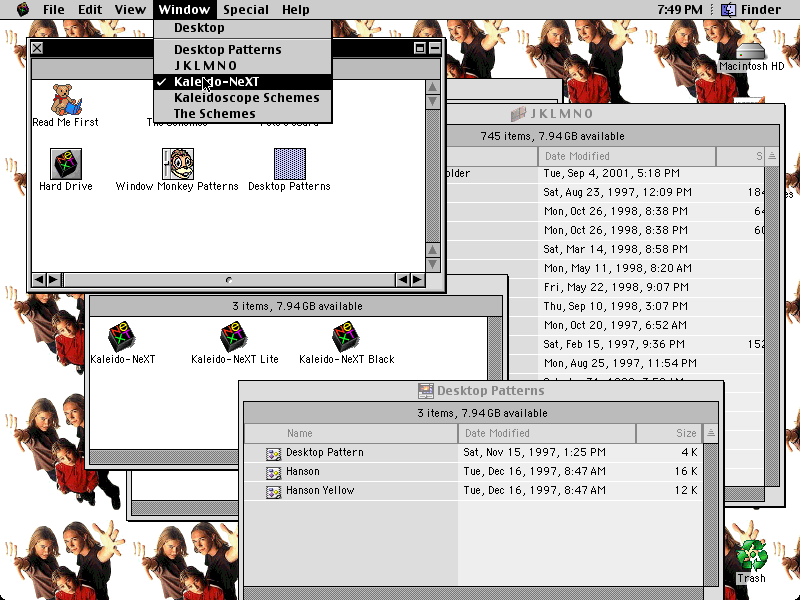 File Edit View Window Special Help 7:49 PM Finder
Desktop
Desktop Patterns
J K L M N O
✓ Kaleido-NeXT
Kaleidoscope Schemes
The Schemes
Macintosh HD
Read Me First
Hard Drive Window Monkey Patterns Desktop Patterns
J K L M N O
745 items, 7.94 GB available
Date Modified S
older Tue, Sep 4, 2001, 5:18 PM
Sat, Aug 23, 1997, 12:09 PM 184
Mon, Oct 26, 1998, 8:38 PM 64
Mon, Oct 26, 1998, 8:38 PM 60
Sat, Mar 14, 1998, 8:58 PM
Mon, May 11, 1998, 8:20 AM
Fri, May 22, 1998, 9:07 PM
Thu, Sep 10, 1998, 3:07 PM
Mon, Oct 20, 1997, 6:52 AM
Sat, Feb 15, 1997, 9:36 PM 152
Mon, Aug 25, 1997, 11:54 PM
3 items, 7.94 GB available
Kaleido-NeXT Kaleido-NeXT Lite Kaleido-NeXT Black
Desktop Patterns
3 items, 7.94 GB available
Name Date Modified Size
Desktop Pattern Sat, Nov 15, 1997, 1:25 PM 4 K
Hanson Tue, Dec 16, 1997, 8:47 AM 16 K
Hanson Yellow Tue, Dec 16, 1997, 8:47 AM 12 K
Trash